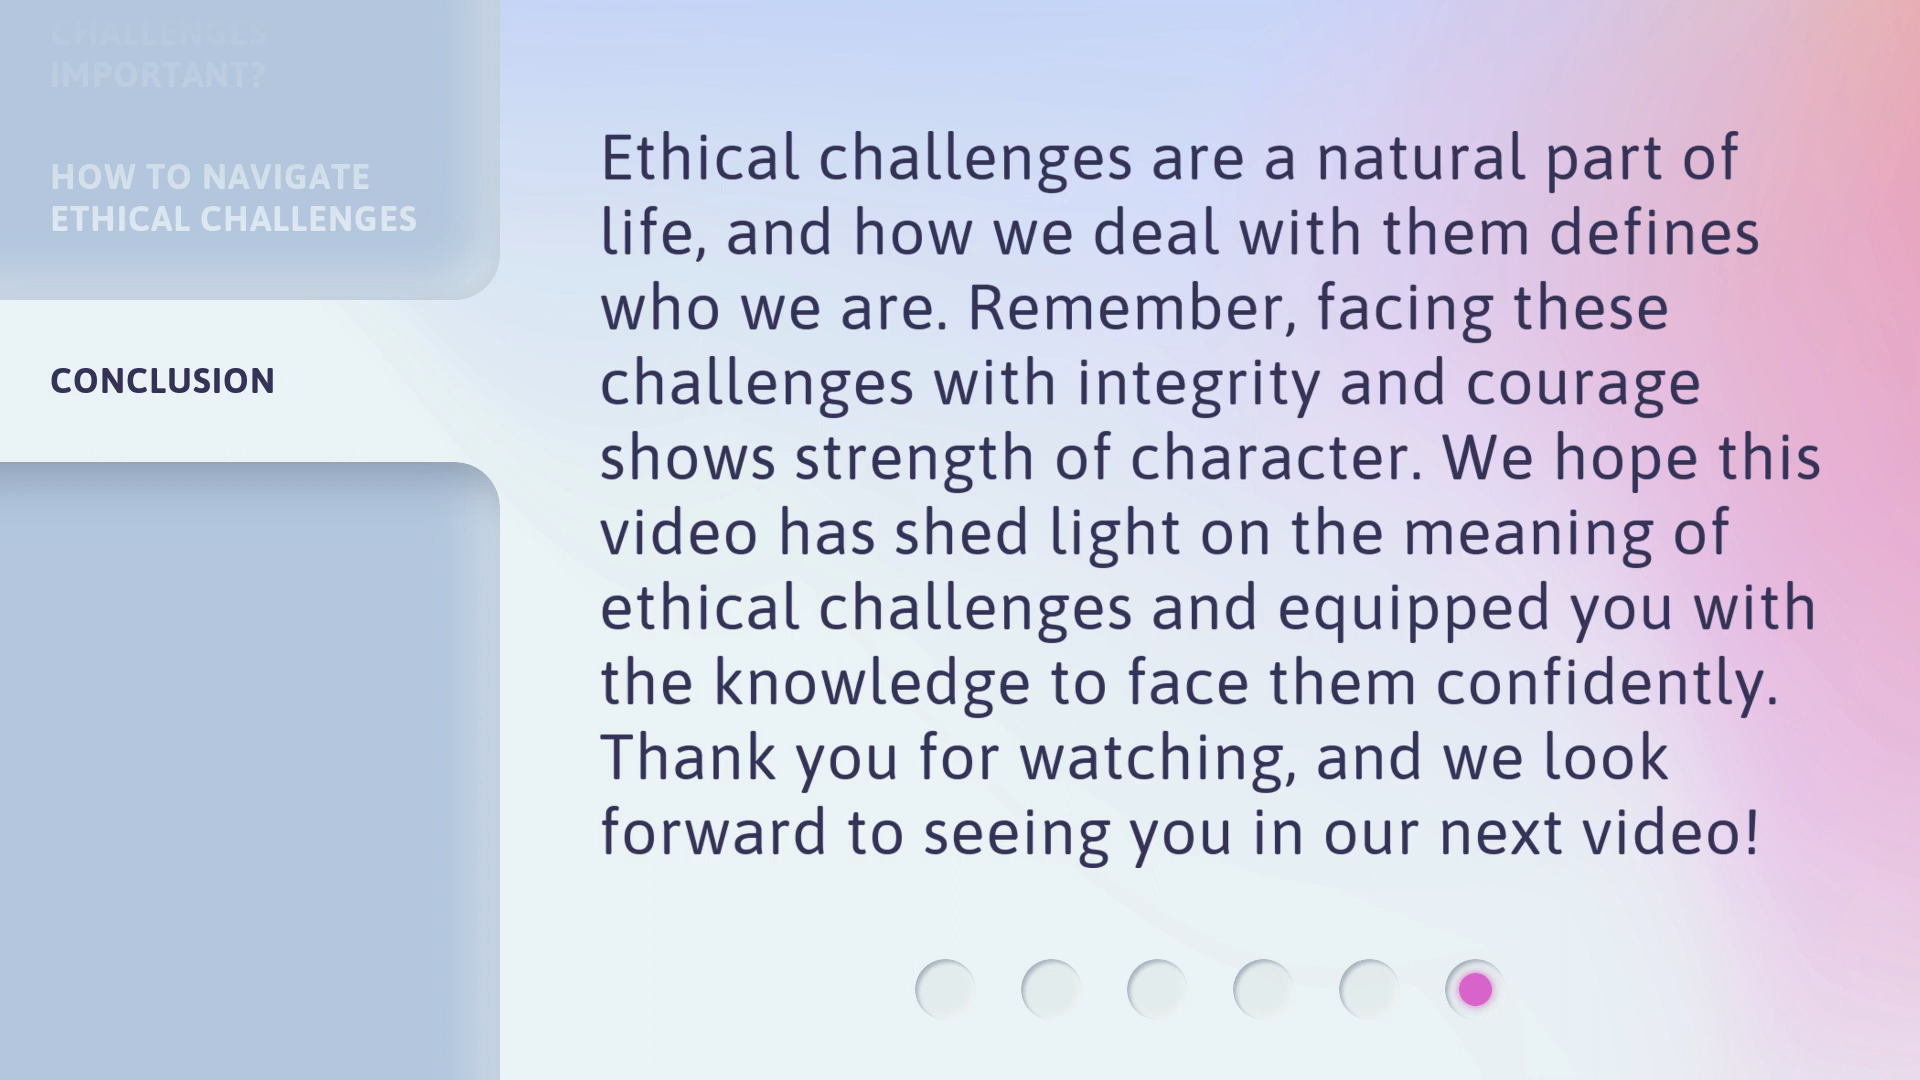 CHALLENGES
IMPORTANT?
HOW TO NAVIGATE
ETHICAL CHALLENGES
CONCLUSION
Ethical challenges are a natural part of
life, and how we deal with them defines
who we are. Remember, facing these
challenges with integrity and courage
shows strength of character. We hope this
video has shed light on the meaning of
ethical challenges and equipped you with
the knowledge to face them confidently.
Thank you for watching, and we look
forward to seeing you in our next video!